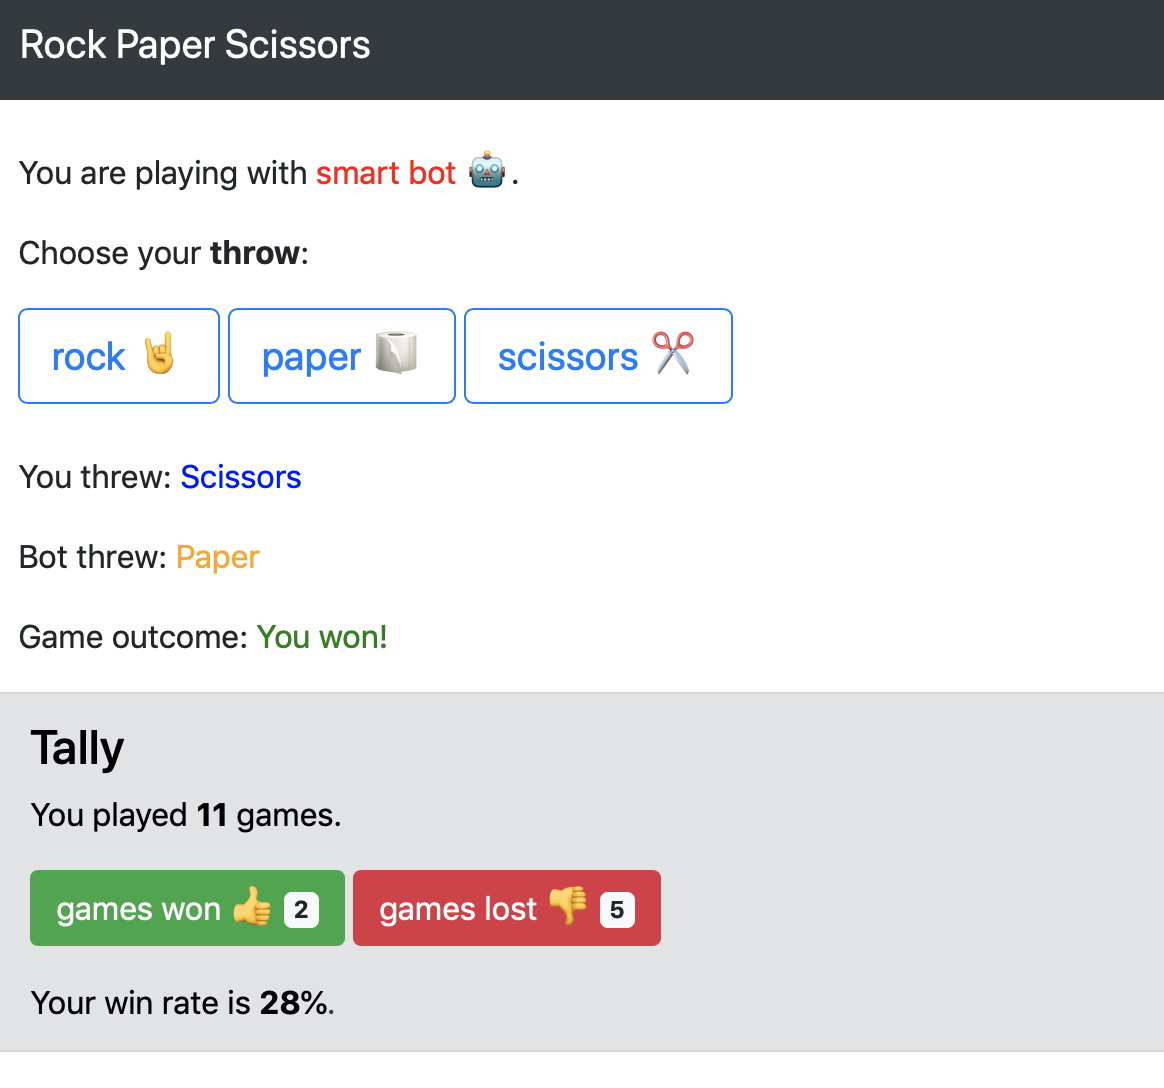 Rock Paper Scissors
You are playing with smart bot 🤖.
Choose your throw:
rock 🤘 paper 🧻 scissors ✂️
You threw: Scissors
Bot threw: Paper
Game outcome: You won!
Tally
You played 11 games.
games won 👍 2 games lost 👎 5
Your win rate is 28%.